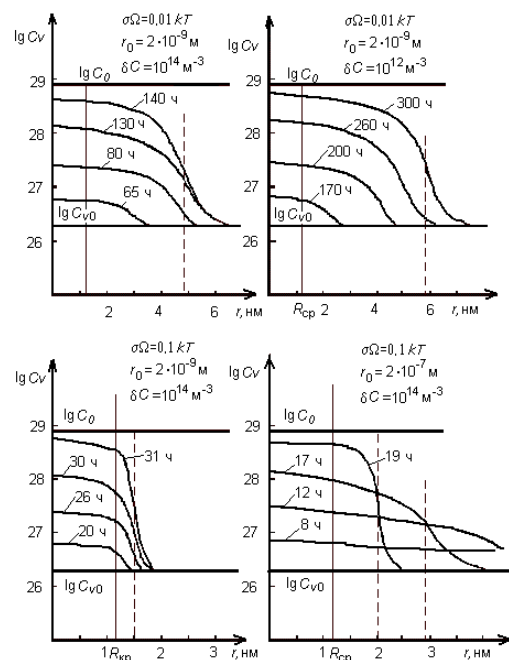 lg Cv
σΩ=0,01 kT
r₀ = 2·10⁻⁹ м
δC=10¹⁴ м⁻³
29
lg C₀
140 ч
130 ч
28
80 ч
27
65 ч
lg Cv0
26
2
4
6
r, нм
lg Cv
σΩ=0,01 kT
r₀ = 2·10⁻⁹ м
δC=10¹² м⁻³
29
lg C₀
300 ч
260 ч
28
200 ч
27
170 ч
lg Cv0
26
Rср
2
4
6
r, нм
lg Cv
σΩ=0,1 kT
r₀ = 2·10⁻⁹ м
δC=10¹⁴ м⁻³
29
lg C₀
31 ч
30 ч
28
26 ч
27
20 ч
26
lg Cv0
1
Rкр
2
3
r, нм
lg Cv
σΩ=0,1 kT
r₀ = 2·10⁻⁷ м
δC=10¹⁴ м⁻³
29
lg C₀
19 ч
17 ч
28
12 ч
27
8 ч
26
lg Cv0
1
Rср
2
3
r, нм